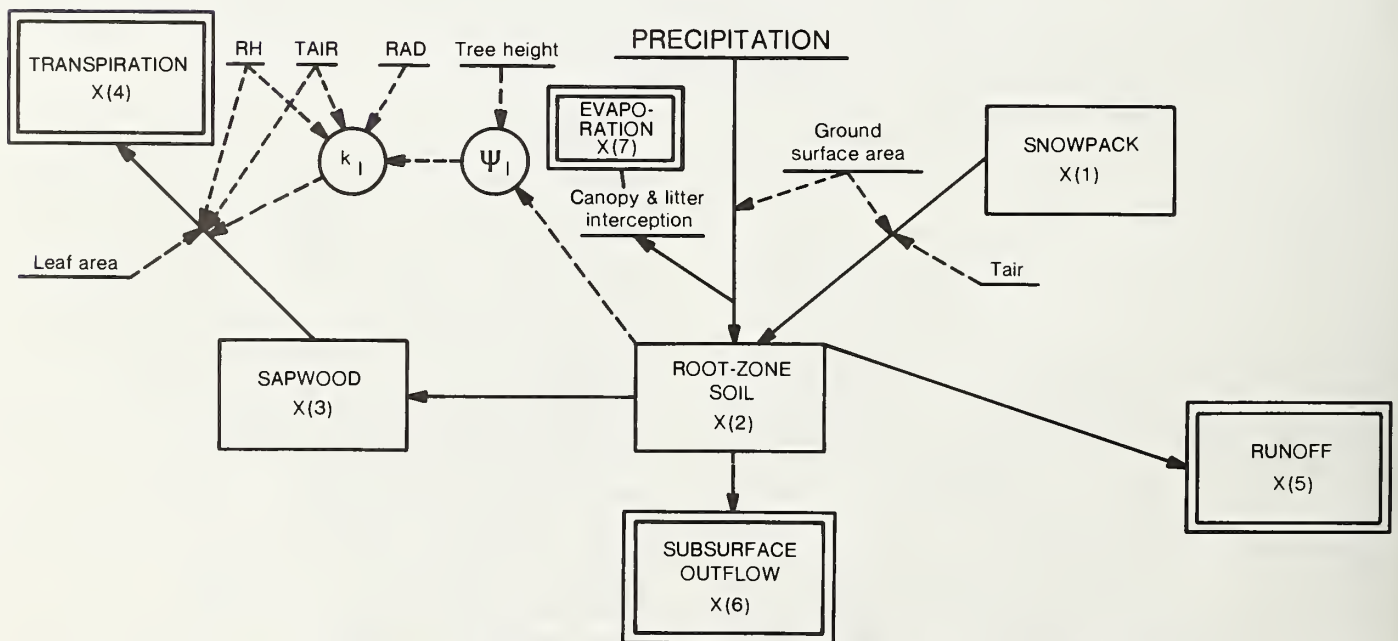 TRANSPIRATION
X(4)
RH
TAIR
RAD
Tree height
PRECIPITATION
EVAPO-
RATION
X(7)
Ground
surface area
SNOWPACK
X(1)
k l
Ψ l
Canopy & litter
interception
Leaf area
Tair
SAPWOOD
X(3)
ROOT-ZONE
SOIL
X(2)
RUNOFF
X(5)
SUBSURFACE
OUTFLOW
X(6)